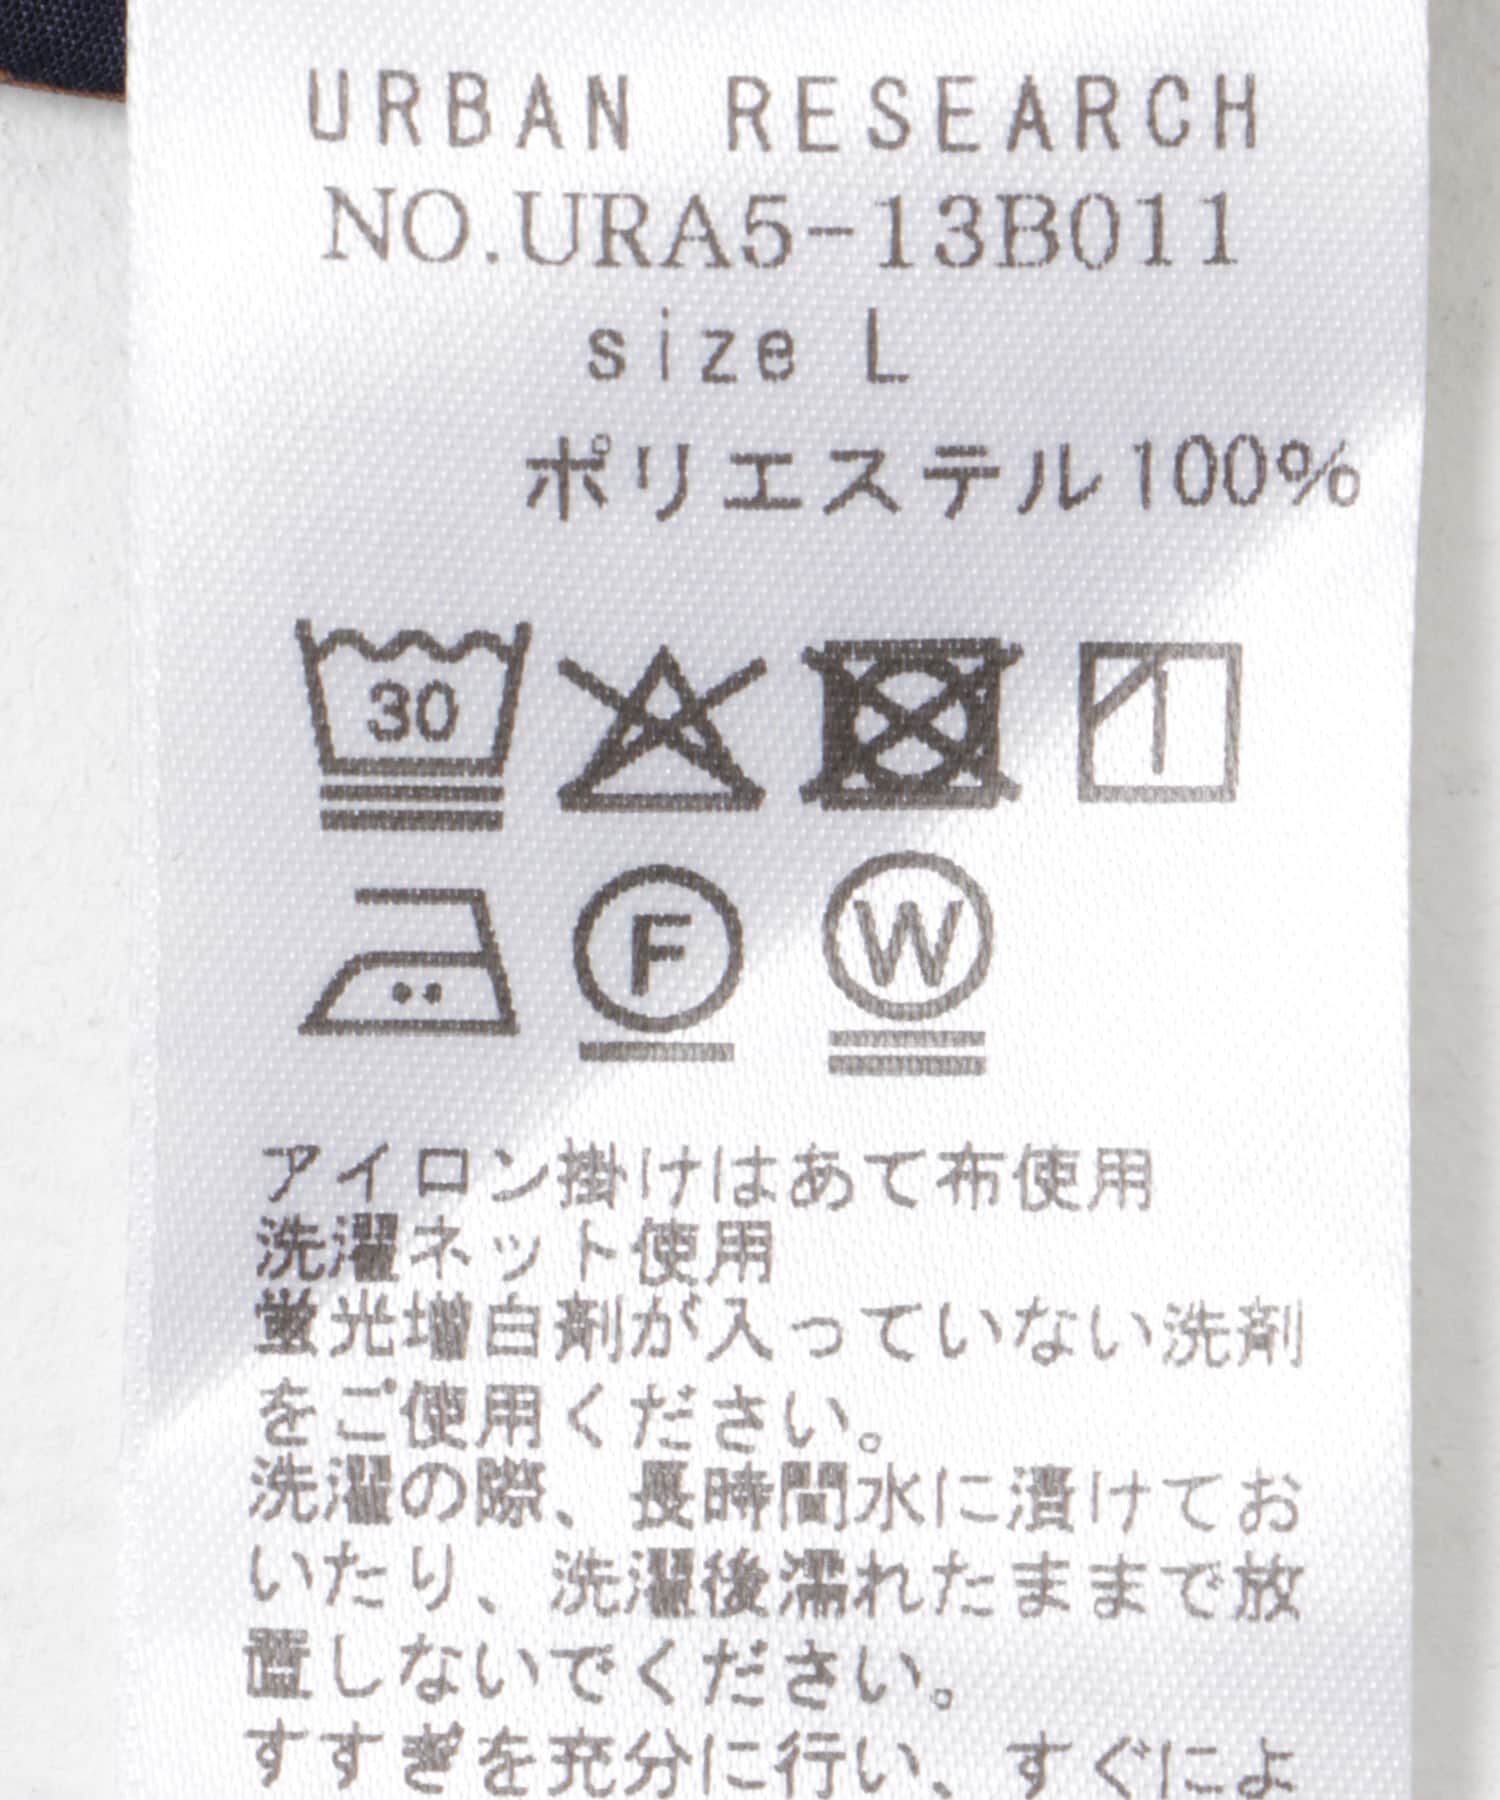 URBAN RESEARCH
NO.URA5-13B011
size L
ポリエステル100%
30
F
W
アイロン掛けはあて布使用
洗濯ネット使用
蛍光増白剤が入っていない洗剤
をご使用ください。
洗濯の際、長時間水に漬けてお
いたり、洗濯後濡れたままで放
置しないでください。
すすぎを充分に行い、すぐによ